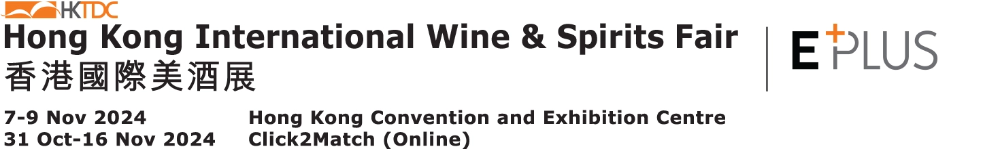 HKTDC
Hong Kong International Wine & Spirits Fair
香港國際美酒展
E+PLUS
7-9 Nov 2024 Hong Kong Convention and Exhibition Centre
31 Oct-16 Nov 2024 Click2Match (Online)